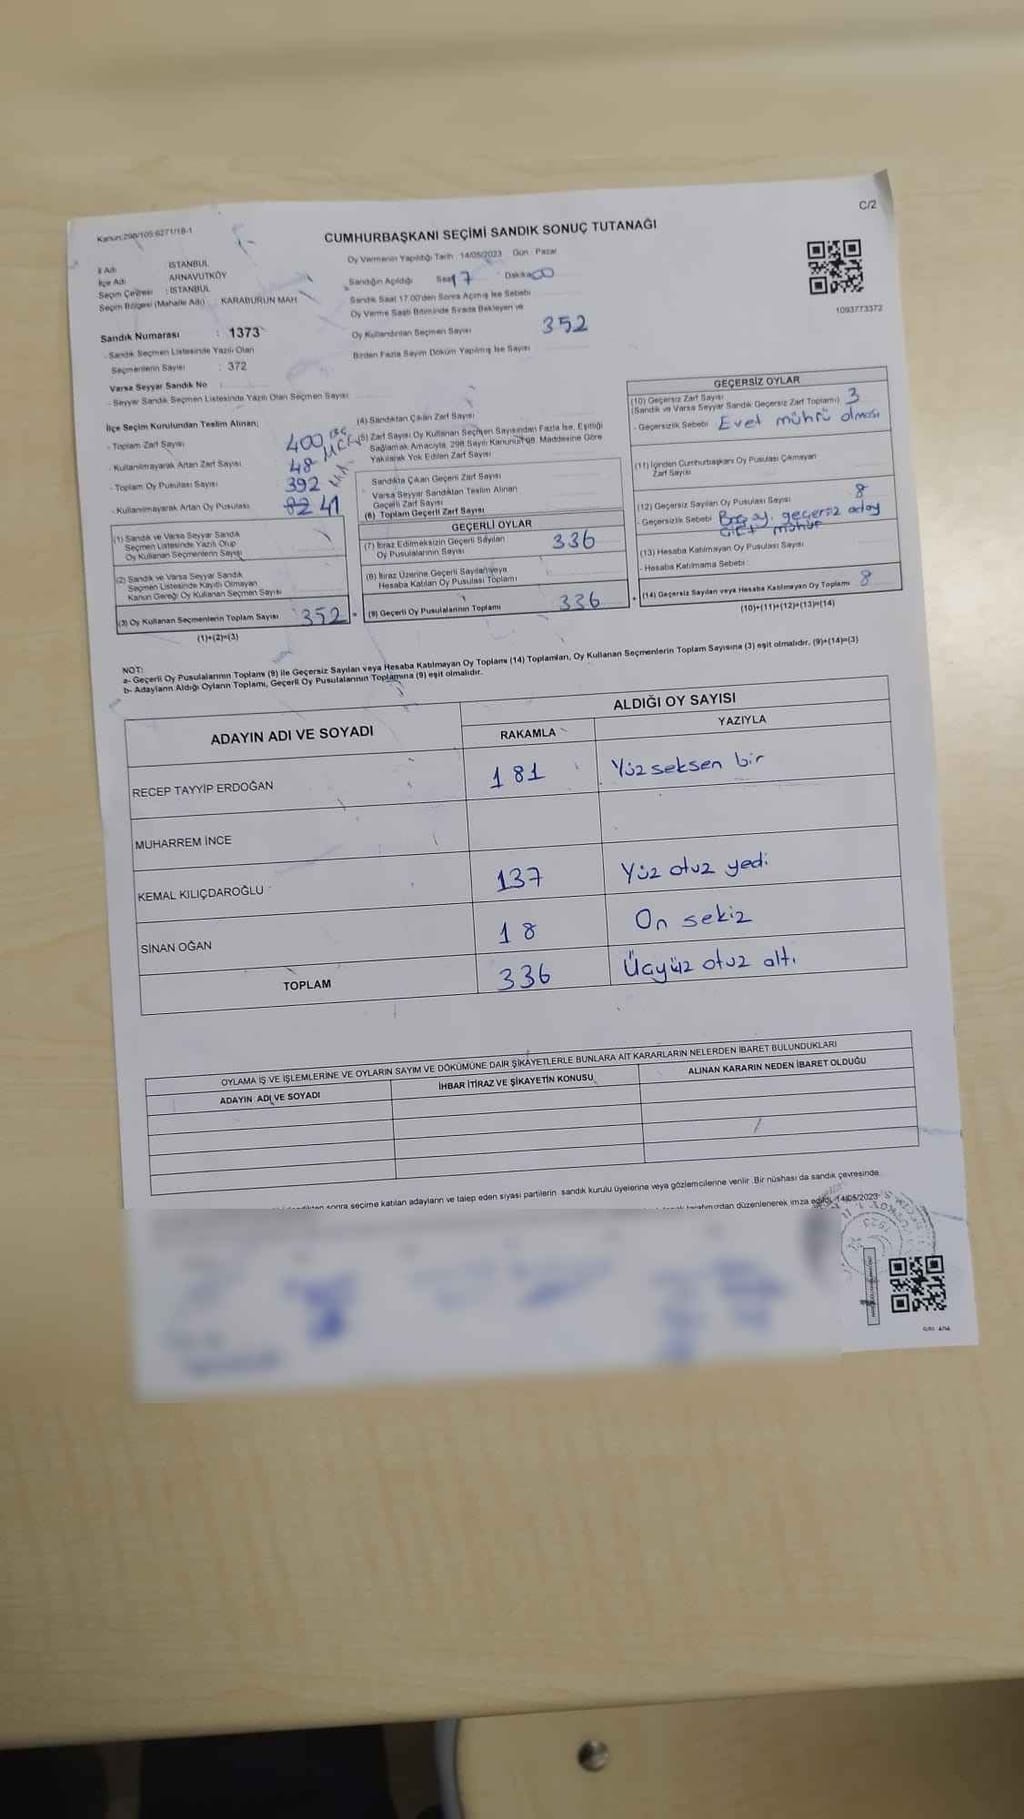 Kanun:298/105.6271/18-1
C/2
CUMHURBAŞKANI SEÇİMİ SANDIK SONUÇ TUTANAĞI
İl Adı : İSTANBUL
İlçe Adı : ARNAVUTKÖY
Seçim Çevresi : İSTANBUL
Seçim Bölgesi (Mahalle Adı) : KARABURUN MAH
Oy Vermenin Yapıldığı Tarih : 14/05/2023 Gün : Pazar
Sandığın Açıldığı Saat 17 Dakika 00
Sandık Saat 17.00'den Sonra Açılmış İse Sebebi
Oy Verme Saati Bitiminde Sırada Bekleyen ve
Oy Kullandırılan Seçmen Sayısı 352
Birden Fazla Sayım Döküm Yapılmış İse Sayısı
1093773372
Sandık Numarası : 1373
- Sandık Seçmen Listesinde Yazılı Olan
Seçmenlerin Sayısı : 372
Varsa Seyyar Sandık No :
- Seyyar Sandık Seçmen Listesinde Yazılı Olan Seçmen Sayısı
İlçe Seçim Kurulundan Teslim Alınan;
- Toplam Zarf Sayısı 400
- Kullanılmayarak Artan Zarf Sayısı 48
- Toplam Oy Pusulası Sayısı 392
- Kullanılmayarak Artan Oy Pusulası 82 41
(1) Sandık ve Varsa Seyyar Sandık
Seçmen Listesinde Yazılı Olup
Oy Kullanan Seçmenlerin Sayısı
(2) Sandık ve Varsa Seyyar Sandık
Seçmen Listesinde Kayıtlı Olmayan
Kanun Gereği Oy Kullanan Seçmen Sayısı
(3) Oy Kullanan Seçmenlerin Toplam Sayısı 352 =
(1)+(2)=(3)
(4) Sandıktan Çıkan Zarf Sayısı
(5) Zarf Sayısı Oy Kullanan Seçmen Sayısından Fazla İse, Eşitliği
Sağlamak Amacıyla, 298 Sayılı Kanunun 98. Maddesine Göre
Yakılarak Yok Edilen Zarf Sayısı
Sandıkta Çıkan Geçerli Zarf Sayısı
Varsa Seyyar Sandıktan Teslim Alınan
Geçerli Zarf Sayısı
(6) Toplam Geçerli Zarf Sayısı
GEÇERLİ OYLAR
(7) İtiraz Edilmeksizin Geçerli Sayılan
Oy Pusulalarının Sayısı 336
(8) İtiraz Üzerine Geçerli Sayılan veya
Hesaba Katılan Oy Pusulası Toplamı
(9) Geçerli Oy Pusulalarının Toplamı 336 +
GEÇERSİZ OYLAR
(10) Geçersiz Zarf Sayısı 3
(Sandık ve Varsa Seyyar Sandık Geçersiz Zarf Toplamı)
- Geçersizlik Sebebi : Evet mührü olması
(11) İçinden Cumhurbaşkanı Oy Pusulası Çıkmayan
Zarf Sayısı
(12) Geçersiz Sayılan Oy Pusulası Sayısı 8
- Geçersizlik Sebebi geçersiz aday
mühür
(13) Hesaba Katılmayan Oy Pusulası Sayısı
- Hesaba Katılmama Sebebi :
(14) Geçersiz Sayılan veya Hesaba Katılmayan Oy Toplamı 8
(10)+(11)+(12)+(13)=(14)
NOT:
a- Geçerli Oy Pusulalarının Toplamı (9) ile Geçersiz Sayılan veya Hesaba Katılmayan Oy Toplamı (14) Toplamları, Oy Kullanan Seçmenlerin Toplam Sayısına (3) eşit olmalıdır. (9)+(14)=(3)
b- Adayların Aldığı Oyların Toplamı, Geçerli Oy Pusulalarının Toplamına (9) eşit olmalıdır.
ADAYIN ADI VE SOYADI
ALDIĞI OY SAYISI
RAKAMLA YAZIYLA
RECEP TAYYİP ERDOĞAN 181 Yüz seksen bir
MUHARREM İNCE
KEMAL KILIÇDAROĞLU 137 Yüz otuz yedi
SİNAN OĞAN 18 On sekiz
TOPLAM 336 Üçyüz otuz altı
OYLAMA İŞ VE İŞLEMLERİNE VE OYLARIN SAYIM VE DÖKÜMÜNE DAİR ŞİKAYETLERLE BUNLARA AİT KARARLARIN NELERDEN İBARET BULUNDUKLARI
ADAYIN ADI VE SOYADI İHBAR İTİRAZ VE ŞİKAYETİN KONUSU ALINAN KARARIN NEDEN İBARET OLDUĞU
sonra seçime katılan adayların ve talep eden siyasi partilerin sandık kurulu üyelerine veya gözlemcilerine verilir. Bir nüshası da sandık çevresinde
tarafımızdan düzenlenerek imza edildi. 14/05/2023